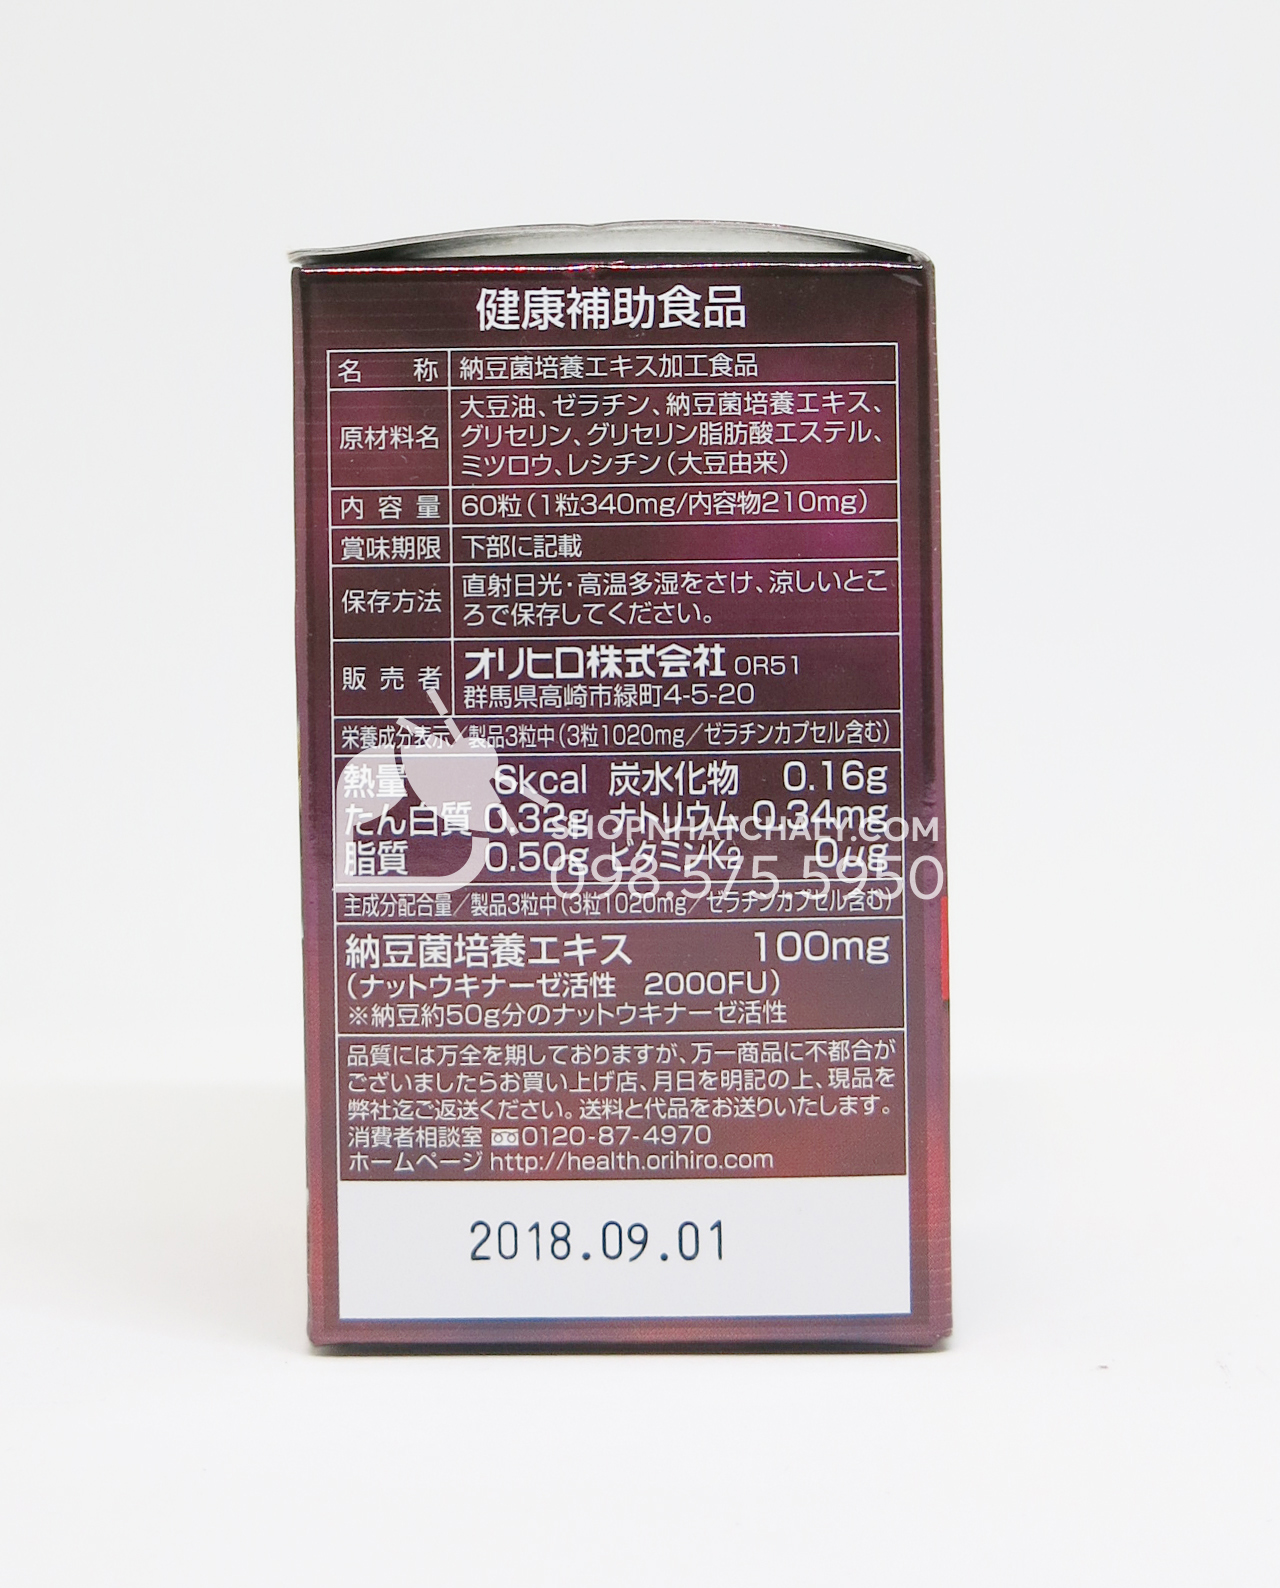 健康補助食品
名称 納豆菌培養エキス加工食品
原材料名 大豆油、ゼラチン、納豆菌培養エキス、
グリセリン、グリセリン脂肪酸エステル、
ミツロウ、レシチン(大豆由来)
内容量 60粒(1粒340mg/内容物210mg)
賞味期限 下部に記載
保存方法 直射日光・高温多湿をさけ、涼しいとこ
ろで保存してください。
販売者 オリヒロ株式会社 OR51
群馬県高崎市緑町4-5-20
栄養成分表示/製品3粒中(3粒1020mg/ゼラチンカプセル含む)
熱量 6kcal 炭水化物 0.16g
たん白質 0.32g ナトリウム 0.34mg
SHOPNHATCHALY.COM
脂質 0.50g ビタミンK2 0μg
098.575.5950
主成分配合量/製品3粒中(3粒1020mg/ゼラチンカプセル含む)
納豆菌培養エキス 100mg
(ナットウキナーゼ活性 2000FU)
※納豆約50g分のナットウキナーゼ活性
品質には万全を期しておりますが、万一商品に不都合が
ございましたらお買い上げ店、月日を明記の上、現品を
弊社迄ご返送ください。送料と代品をお送りいたします。
消費者相談室 0120-87-4970
ホームページ http://health.orihiro.com
2018.09.01